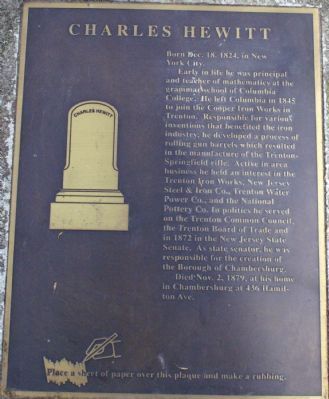 CHARLES HEWITT
Born Dec. 18, 1824, in New
York City.
Early in life he was principal
and teacher of mathematics at the
grammar school of Columbia
College. He left Columbia in 1845
to join the Cooper Iron Works in
Trenton. Responsible for various
inventions that benefited the iron
industry, he developed a process of
rolling gun barrels which resulted
in the manufacture of the Trenton-
Springfield rifle. Active in area
business he held an interest in the
Trenton Iron Works, New Jersey
Steel & Iron Co., Trenton Water
Power Co., and the National
Pottery Co. In politics he served
on the Trenton Common Council,
the Trenton Board of Trade and
in 1872 in the New Jersey State
Senate. As state senator, he was
responsible for the creation of
the Borough of Chambersburg.
Died Nov. 2, 1879, at his home
in Chambersburg at 436 Hamil-
ton Ave.
CHARLES HEWITT
Place a sheet of paper over this plaque and make a rubbing.